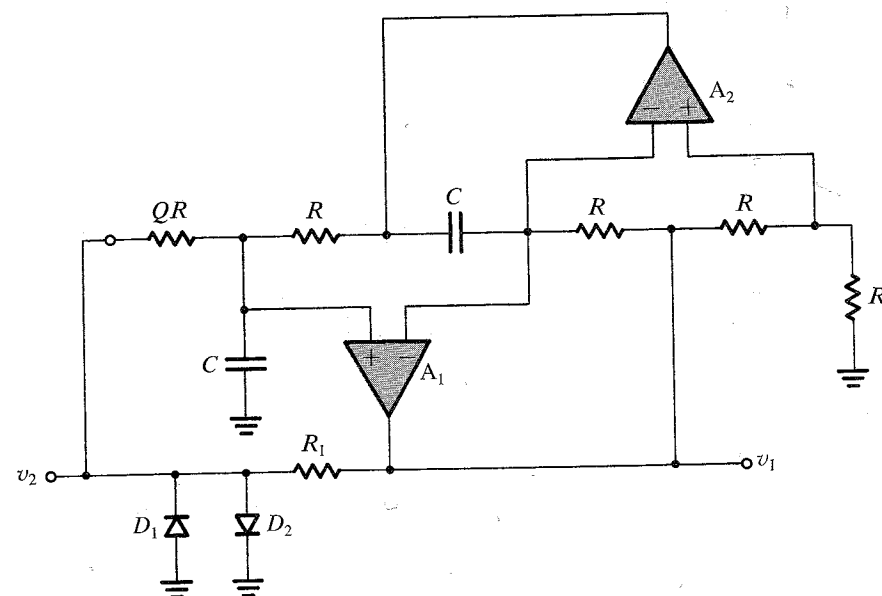 A₂
− +
QR
R
C
R
R
R
C
+ −
A₁
R₁
v₂
v₁
D₁
D₂